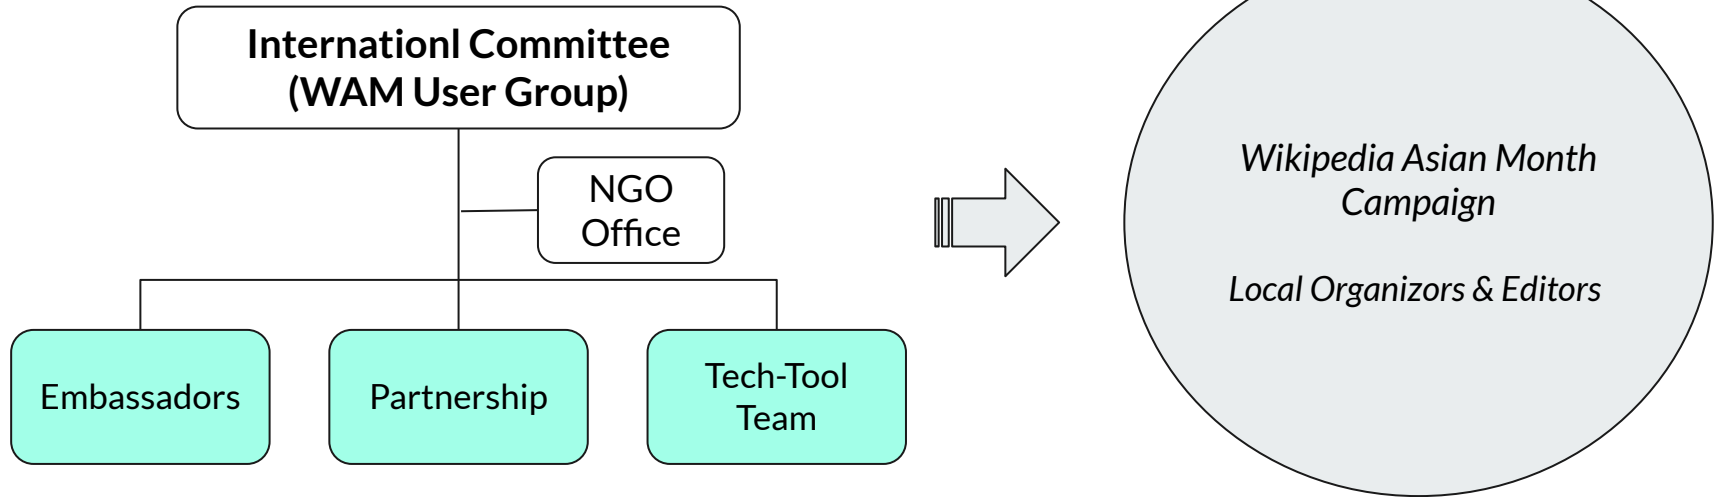 Internationl Committee
(WAM User Group)
NGO
Office
Embassadors
Partnership
Tech-Tool
Team
Wikipedia Asian Month
Campaign
Local Organizors & Editors